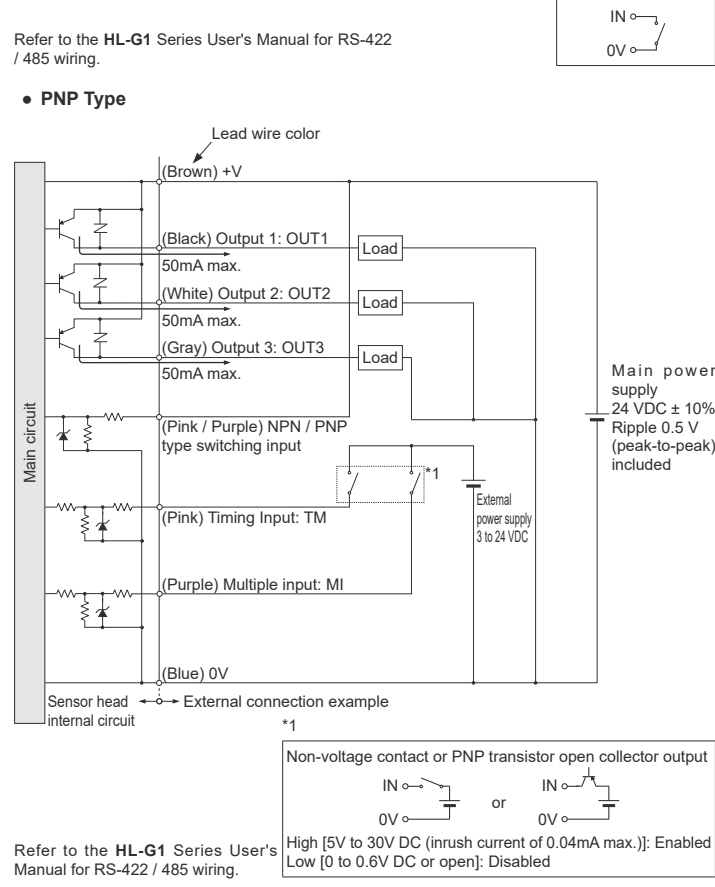 IN
0V
Refer to the HL-G1 Series User's Manual for RS-422
/ 485 wiring.
● PNP Type
Lead wire color
(Brown) +V
(Black) Output 1: OUT1
Load
50mA max.
(White) Output 2: OUT2
Load
50mA max.
(Gray) Output 3: OUT3
Load
50mA max.
Main power
supply
24 VDC ± 10%
Ripple 0.5 V
(peak-to-peak)
included
Main circuit
(Pink / Purple) NPN / PNP
type switching input
*1
External
power supply
3 to 24 VDC
(Pink) Timing Input: TM
(Purple) Multiple input: MI
(Blue) 0V
Sensor head
internal circuit
External connection example
*1
Non-voltage contact or PNP transistor open collector output
IN
0V
or
IN
0V
High [5V to 30V DC (inrush current of 0.04mA max.)]: Enabled
Low [0 to 0.6V DC or open]: Disabled
Refer to the HL-G1 Series User's
Manual for RS-422 / 485 wiring.